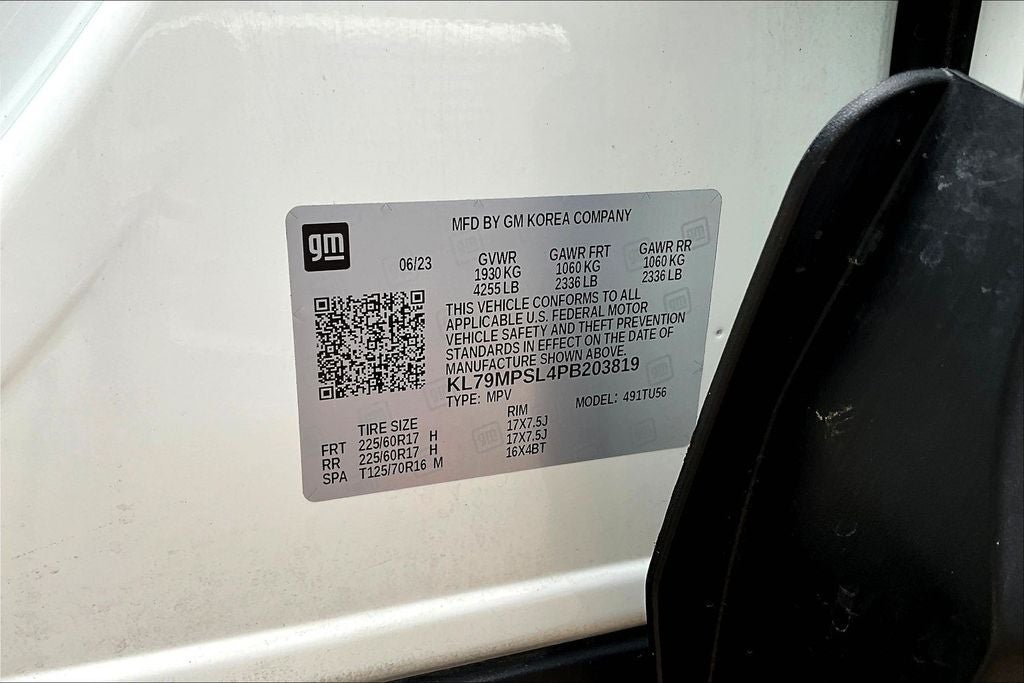 gm
MFD BY GM KOREA COMPANY
06/23
GVWR GAWR FRT GAWR RR
1930 KG 1060 KG 1060 KG
4255 LB 2336 LB 2336 LB
THIS VEHICLE CONFORMS TO ALL
APPLICABLE U.S. FEDERAL MOTOR
VEHICLE SAFETY AND THEFT PREVENTION
STANDARDS IN EFFECT ON THE DATE OF
MANUFACTURE SHOWN ABOVE.
KL79MPSL4PB203819
TYPE: MPV MODEL: 491TU56
TIRE SIZE RIM
FRT 225/60R17 H 17X7.5J
RR 225/60R17 H 17X7.5J
SPA T125/70R16 M 16X4BT